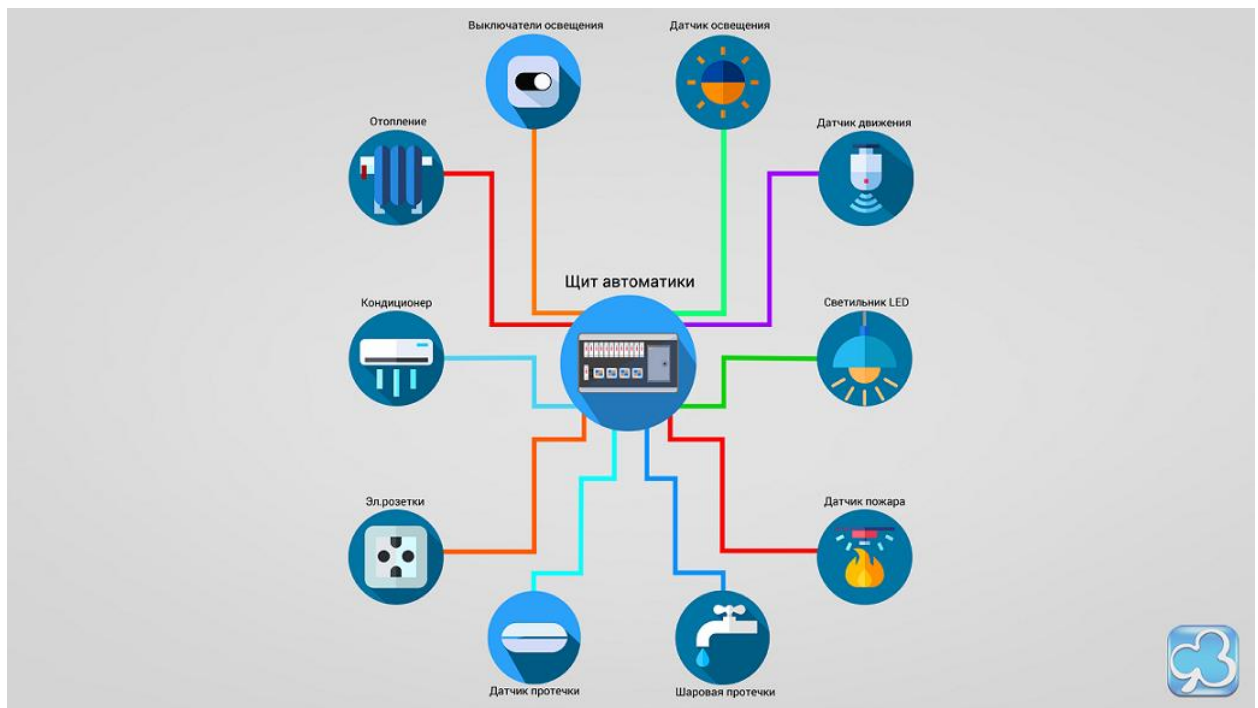 Выключатели освещения
Датчик освещения
Отопление
Датчик движения
Щит автоматики
Кондиционер
Светильник LED
Эл.розетки
Датчик пожара
Датчик протечки
Шаровая протечки